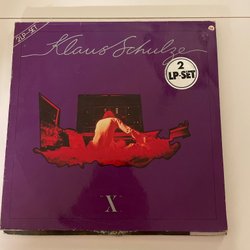 2LP-SET
Klaus Schulze
2
LP-SET
"X"